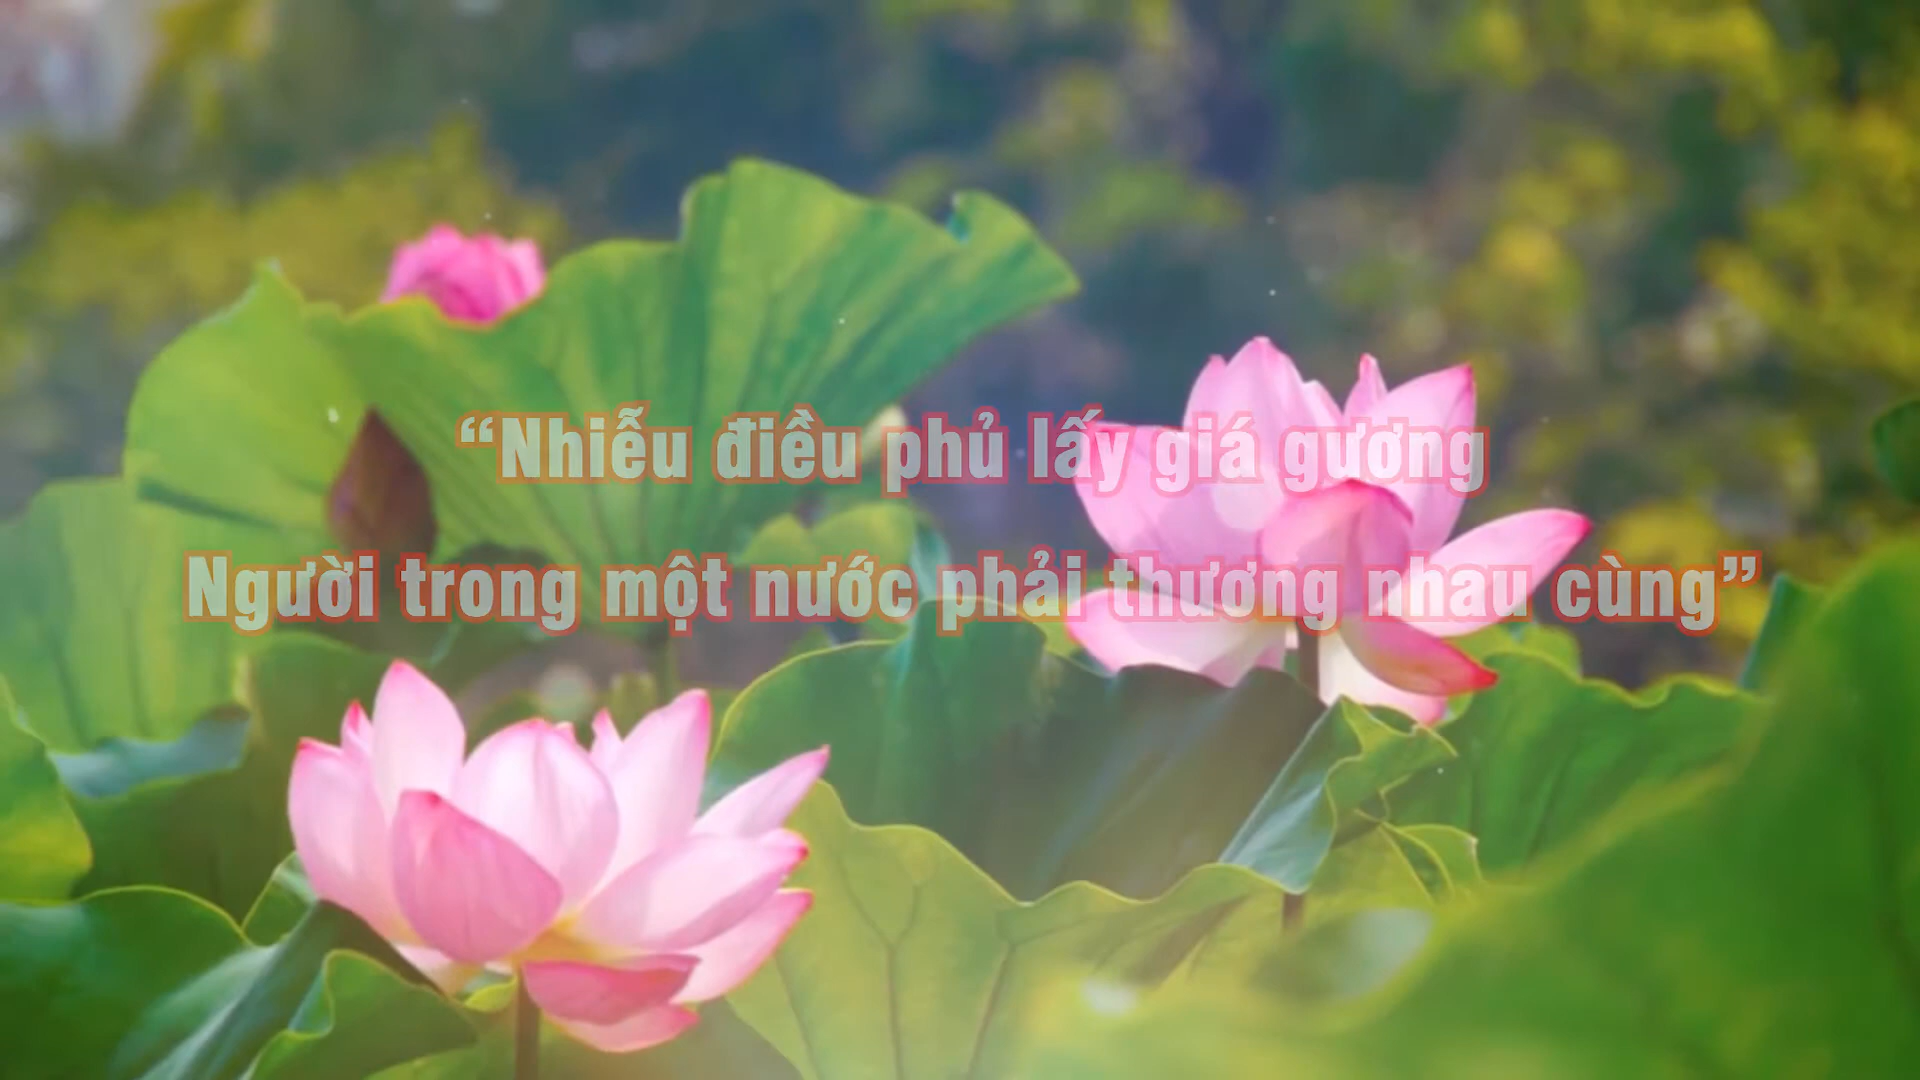 “Nhiễu điều phủ lấy giá gương
Người trong một nước phải thương nhau cùng”